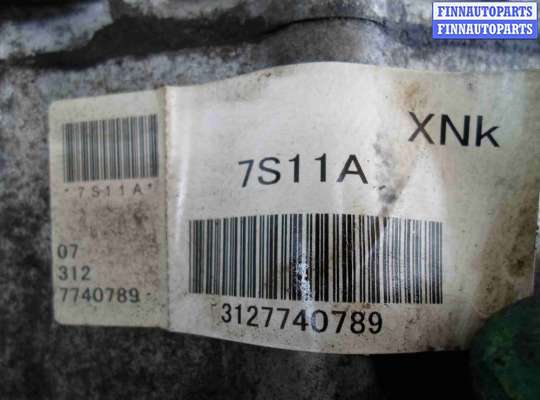 FINNAUTOPARTS
FINNAUTOPARTS
XNk
7S11A
*7S11A*
07
312
7740789
3127740789